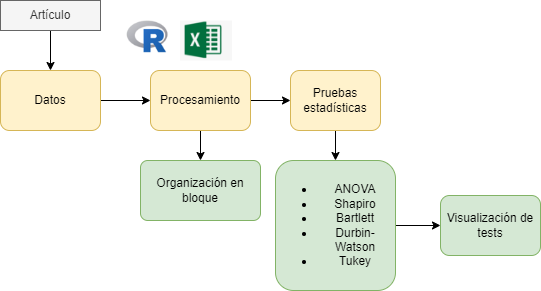 Artículo
R
X
Datos
Procesamiento
Pruebas
estadísticas
Organización en
bloque
• ANOVA
• Shapiro
• Bartlett
• Durbin-
Watson
• Tukey
Visualización de
tests